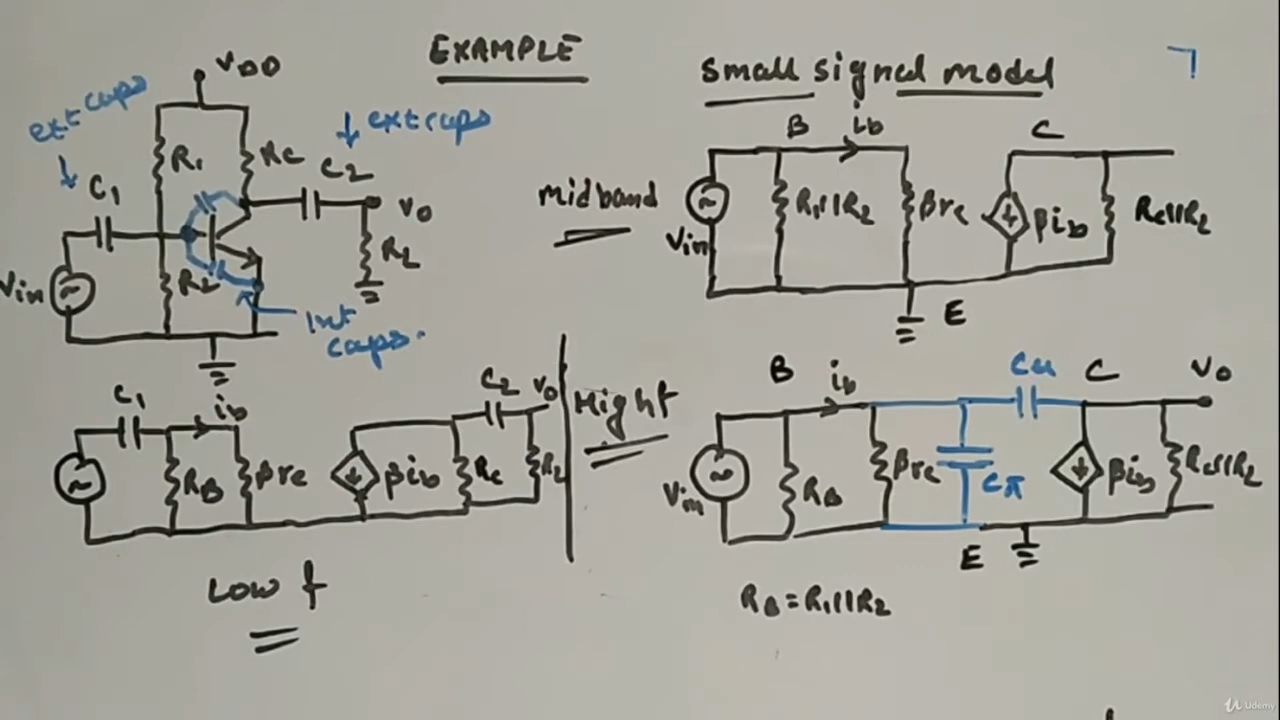 EXAMPLE
small signal model
VDD
ext caps
ext caps
R1
RC
C1
C2
Vo
RL
R2
Vin
int
caps.
midband
B
ib
C
Vin
R1||R2
βre
βib
RC||RL
E
C1
ib
RB
βre
βib
RC
C2
Vo
RL
Low f
High f
B
ib
Cu
C
Vo
Vin
RB
βre
Cπ
βib
RC||RL
E
RB = R1||R2
Udemy